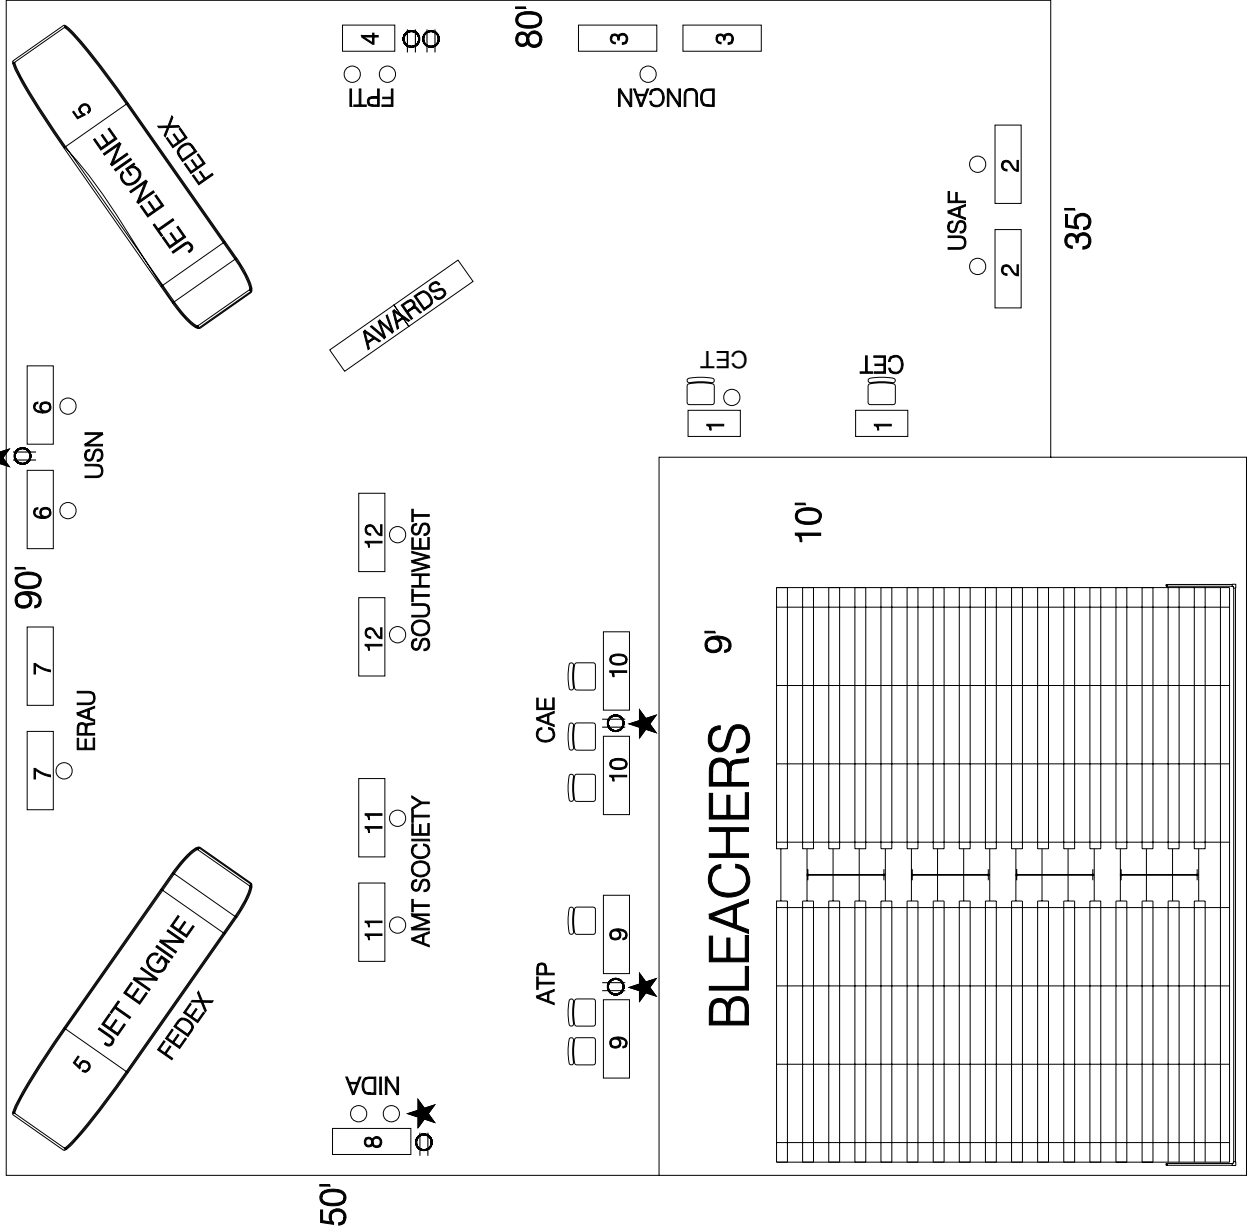 80'
4
3
3
FPTI
DUNCAN
5
JET ENGINE
FEDEX
2
USAF
35'
2
AWARDS
CET
CET
1
1
6
USN
6
90'
12
SOUTHWEST
12
10'
9'
7
ERAU
7
CAE
10
10
BLEACHERS
11
AMT SOCIETY
11
ATP
9
9
JET ENGINE
5
FEDEX
NIDA
8
50'